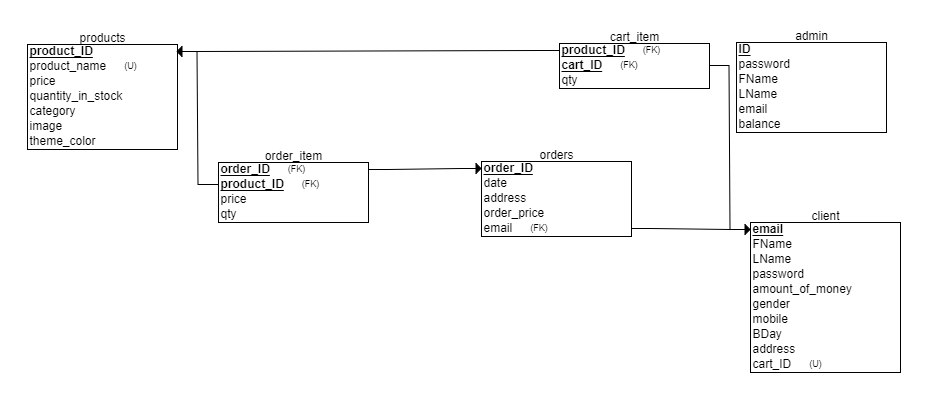 products
product_ID
product_name (U)
price
quantity_in_stock
category
image
theme_color
cart_item
product_ID (FK)
cart_ID (FK)
qty
admin
ID
password
FName
LName
email
balance
order_item
order_ID (FK)
product_ID (FK)
price
qty
orders
order_ID
date
address
order_price
email (FK)
client
email
FName
LName
password
amount_of_money
gender
mobile
BDay
address
cart_ID (U)